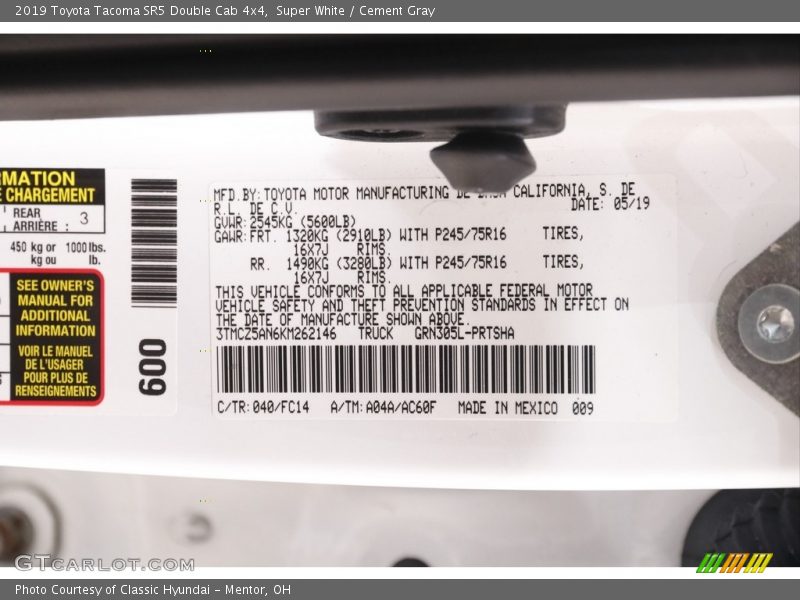 2019 Toyota Tacoma SR5 Double Cab 4x4, Super White / Cement Gray
RMATION
E CHARGEMENT
REAR
ARRIÈRE : 3
450 kg or 1000 lbs.
kg ou lb.
SEE OWNER'S
MANUAL FOR
ADDITIONAL
INFORMATION
VOIR LE MANUEL
DE L'USAGER
POUR PLUS DE
RENSEIGNEMENTS
600
MFD.BY:TOYOTA MOTOR MANUFACTURING DE CALIFORNIA, S. DE
R.L. DE C.V. DATE: 05/19
GVWR:2545KG (5600LB)
GAWR:FRT. 1320KG (2910LB) WITH P245/75R16 TIRES,
16X7J RIMS.
RR. 1490KG (3280LB) WITH P245/75R16 TIRES,
16X7J RIMS.
THIS VEHICLE CONFORMS TO ALL APPLICABLE FEDERAL MOTOR
VEHICLE SAFETY AND THEFT PREVENTION STANDARDS IN EFFECT ON
THE DATE OF MANUFACTURE SHOWN ABOVE.
3TMCZ5AN6KM262146 TRUCK GRN305L-PRTSHA
C/TR:040/FC14 A/TM:A04A/AC60F MADE IN MEXICO 009
GTCARLOT.COM
Photo Courtesy of Classic Hyundai - Mentor, OH